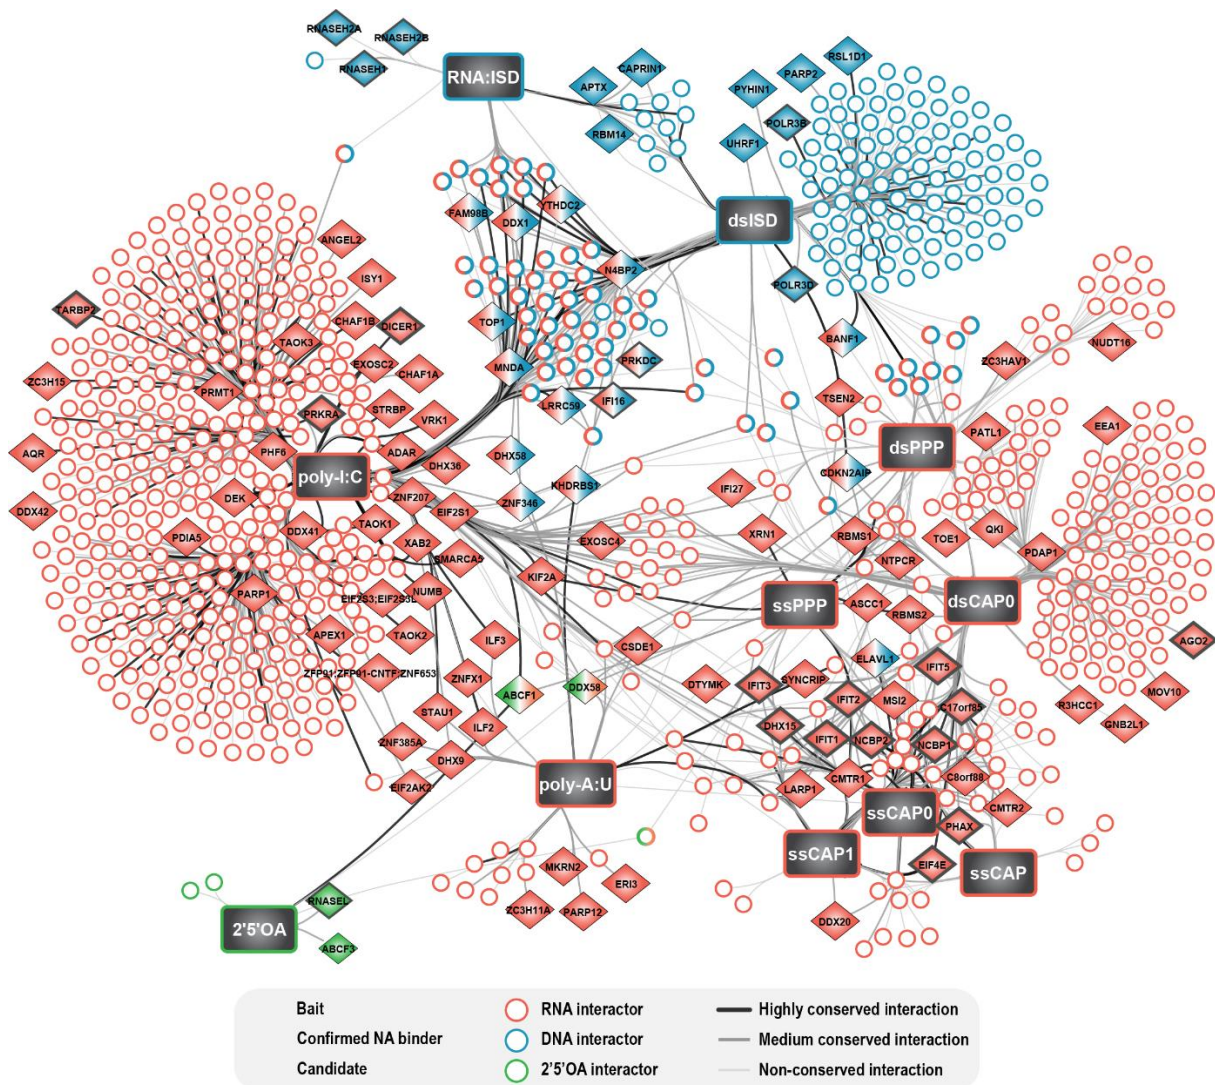 RNASEH2A
RNASEH2B
RNASEH1
RNA:ISD
CAPRIN1
APTX
RBM14
RSL1D1
PARP2
PYHIN1
POLR3B
UHRF1
dsISD
YTHDC2
FAM98B
DDX1
N4BP2
POLR3D
ANGEL2
ISY1
TARBP2
CHAF1B
DICER1
TAOK3
TOP1
BANF1
PRKDC
EXOSC2
CHAF1A
MNDA
ZC3HAV1
NUDT16
ZC3H15
PRMT1
LRRC59
IFI16
TSEN2
PRKRA
STRBP
VRK1
PATL1
EEA1
AQR
PHF6
ADAR
DHX58
dsPPP
poly-I:C
DHX36
KHDRBS1
CDKN2AIP
DEK
ZNF207
IFI27
ZNF346
DDX42
EIF2S1
TAOK1
DDX41
XRN1
RBMS1
TOE1
QKI
PDIA5
XAB2
EXOSC4
PDAP1
SMARCA5
NTPCR
KIF2A
PARP1
EIF2S3;EIF2S3L
NUMB
ssPPP
ASCC1
dsCAP0
RBMS2
APEX1
TAOK2
ILF3
CSDE1
ELAVL1
AGO2
ZFP91;ZFP91-CNTF;ZNF653
ZNFX1
IFIT5
ABCF1
DDX58
DTYMK
IFIT3
SYNCRIP
MOV10
STAU1
IFIT2
MSI2
C17orf85
R3HCC1
GNB2L1
ILF2
DHX15
IFIT1
NCBP2
NCBP1
ZNF385A
DHX9
EIF2AK2
poly-A:U
LARP1
CMTR1
C8orf88
CMTR2
ssCAP0
PHAX
ssCAP1
EIF4E
ssCAP
MKRN2
ERI3
RNASEL
ZC3H11A
PARP12
DDX20
2'5'OA
ABCF3
Bait
RNA interactor
Highly conserved interaction
Confirmed NA binder
DNA interactor
Medium conserved interaction
Candidate
2'5'OA interactor
Non-conserved interaction